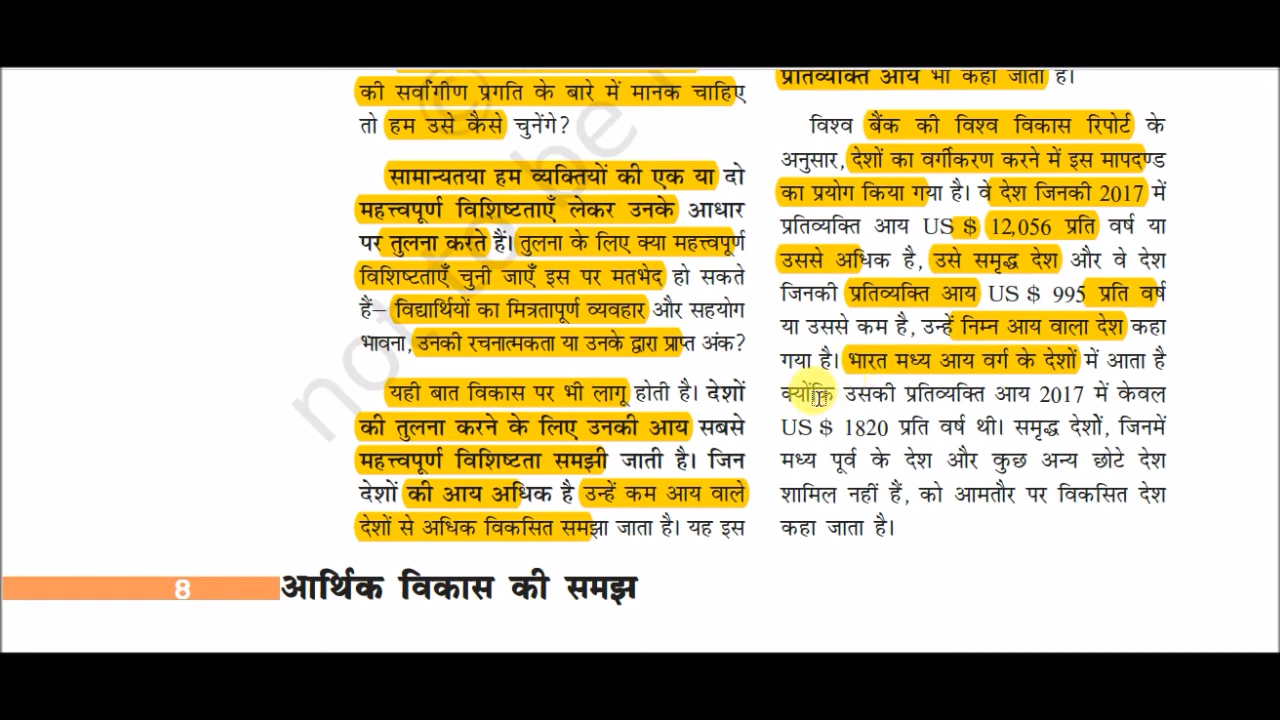 की सर्वांगीण प्रगति के बारे में मानक चाहिए
तो हम उसे कैसे चुनेंगे?
सामान्यतया हम व्यक्तियों की एक या दो
महत्त्वपूर्ण विशिष्टताएँ लेकर उनके आधार
पर तुलना करते हैं। तुलना के लिए क्या महत्त्वपूर्ण
विशिष्टताएँ चुनी जाएँ इस पर मतभेद हो सकते
हैं– विद्यार्थियों का मित्रतापूर्ण व्यवहार और सहयोग
भावना, उनकी रचनात्मकता या उनके द्वारा प्राप्त अंक?
यही बात विकास पर भी लागू होती है। देशों
की तुलना करने के लिए उनकी आय सबसे
महत्त्वपूर्ण विशिष्टता समझी जाती है। जिन
देशों की आय अधिक है उन्हें कम आय वाले
देशों से अधिक विकसित समझा जाता है। यह इस
प्रतिव्यक्ति आय भी कहा जाता है।
विश्व बैंक की विश्व विकास रिपोर्ट के
अनुसार, देशों का वर्गीकरण करने में इस मापदण्ड
का प्रयोग किया गया है। वे देश जिनकी 2017 में
प्रतिव्यक्ति आय US $ 12,056 प्रति वर्ष या
उससे अधिक है, उसे समृद्ध देश और वे देश
जिनकी प्रतिव्यक्ति आय US $ 995 प्रति वर्ष
या उससे कम है, उन्हें निम्न आय वाला देश कहा
गया है। भारत मध्य आय वर्ग के देशों में आता है
क्योंकि उसकी प्रतिव्यक्ति आय 2017 में केवल
US $ 1820 प्रति वर्ष थी। समृद्ध देशों, जिनमें
मध्य पूर्व के देश और कुछ अन्य छोटे देश
शामिल नहीं हैं, को आमतौर पर विकसित देश
कहा जाता है।
8 आर्थिक विकास की समझ
© not to be